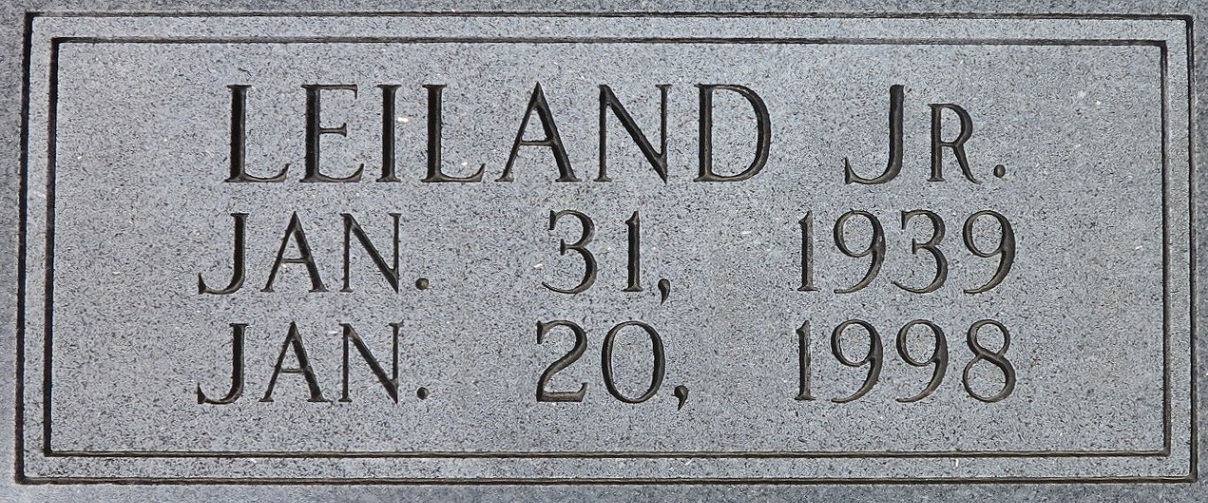 LEILAND JR.
JAN. 31, 1939
JAN. 20, 1998